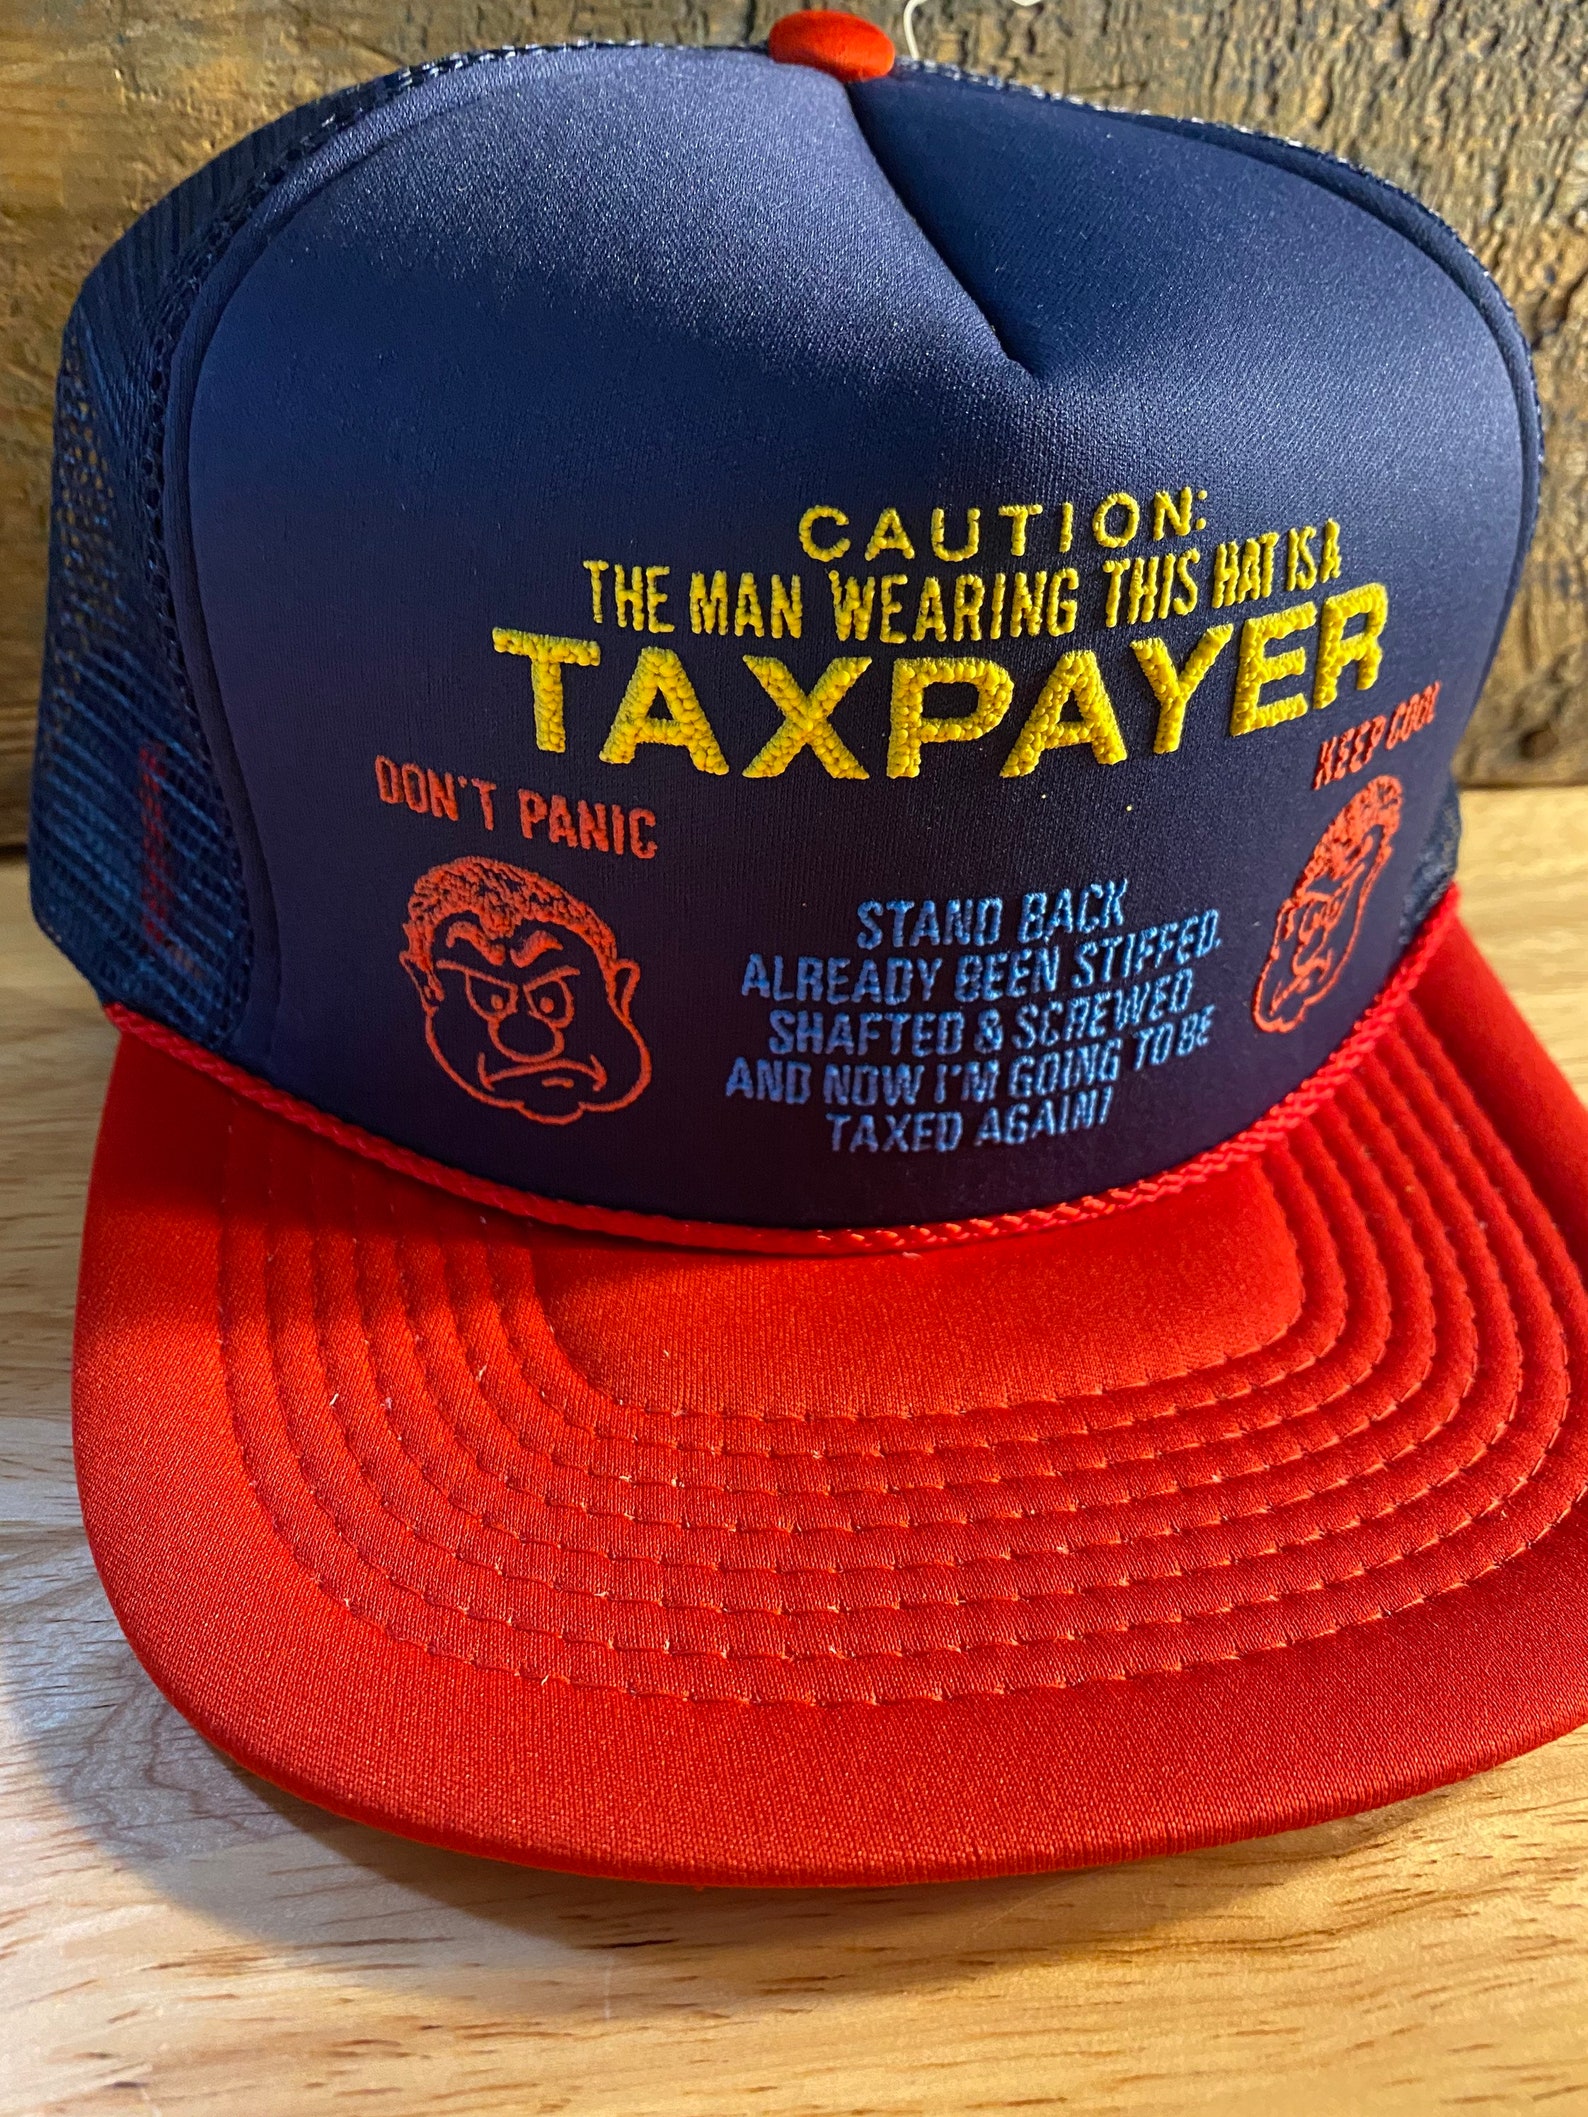 CAUTION:
THE MAN WEARING THIS HAT IS A
TAXPAYER
DON'T PANIC
KEEP COOL
STAND BACK
ALREADY BEEN STIFFED,
SHAFTED & SCREWED
AND NOW I'M GOING TO BE
TAXED AGAIN!